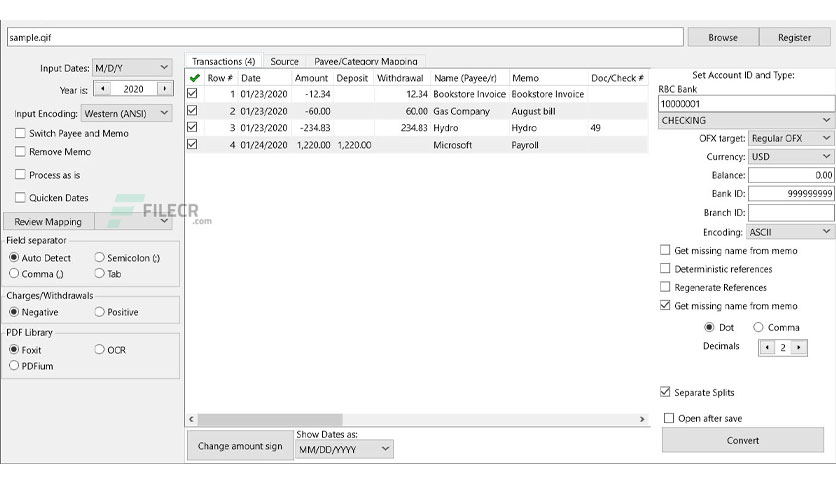 sample.qif
Browse
Register
Input Dates: M/D/Y
Year is: 2020
Input Encoding: Western (ANSI)
Switch Payee and Memo
Remove Memo
Process as is
Quicken Dates
Review Mapping
Field separator
Auto Detect Semicolon (;)
Comma (,) Tab
Charges/Withdrawals
Negative Positive
PDF Library
Foxit OCR
PDFium
FILECR
.com
Transactions (4) Source Payee/Category Mapping
Row # Date Amount Deposit Withdrawal Name (Payee/r) Memo Doc/Check #
1 01/23/2020 -12.34 12.34 Bookstore Invoice Bookstore Invoice
2 01/23/2020 -60.00 60.00 Gas Company August bill
3 01/23/2020 -234.83 234.83 Hydro Hydro 49
4 01/24/2020 1,220.00 1,220.00 Microsoft Payroll
Change amount sign
Show Dates as:
MM/DD/YYYY
Set Account ID and Type:
RBC Bank
10000001
CHECKING
OFX target: Regular OFX
Currency: USD
Balance: 0.00
Bank ID: 999999999
Branch ID:
Encoding: ASCII
Get missing name from memo
Deterministic references
Regenerate References
Get missing name from memo
Dot Comma
Decimals 2
Separate Splits
Open after save
Convert